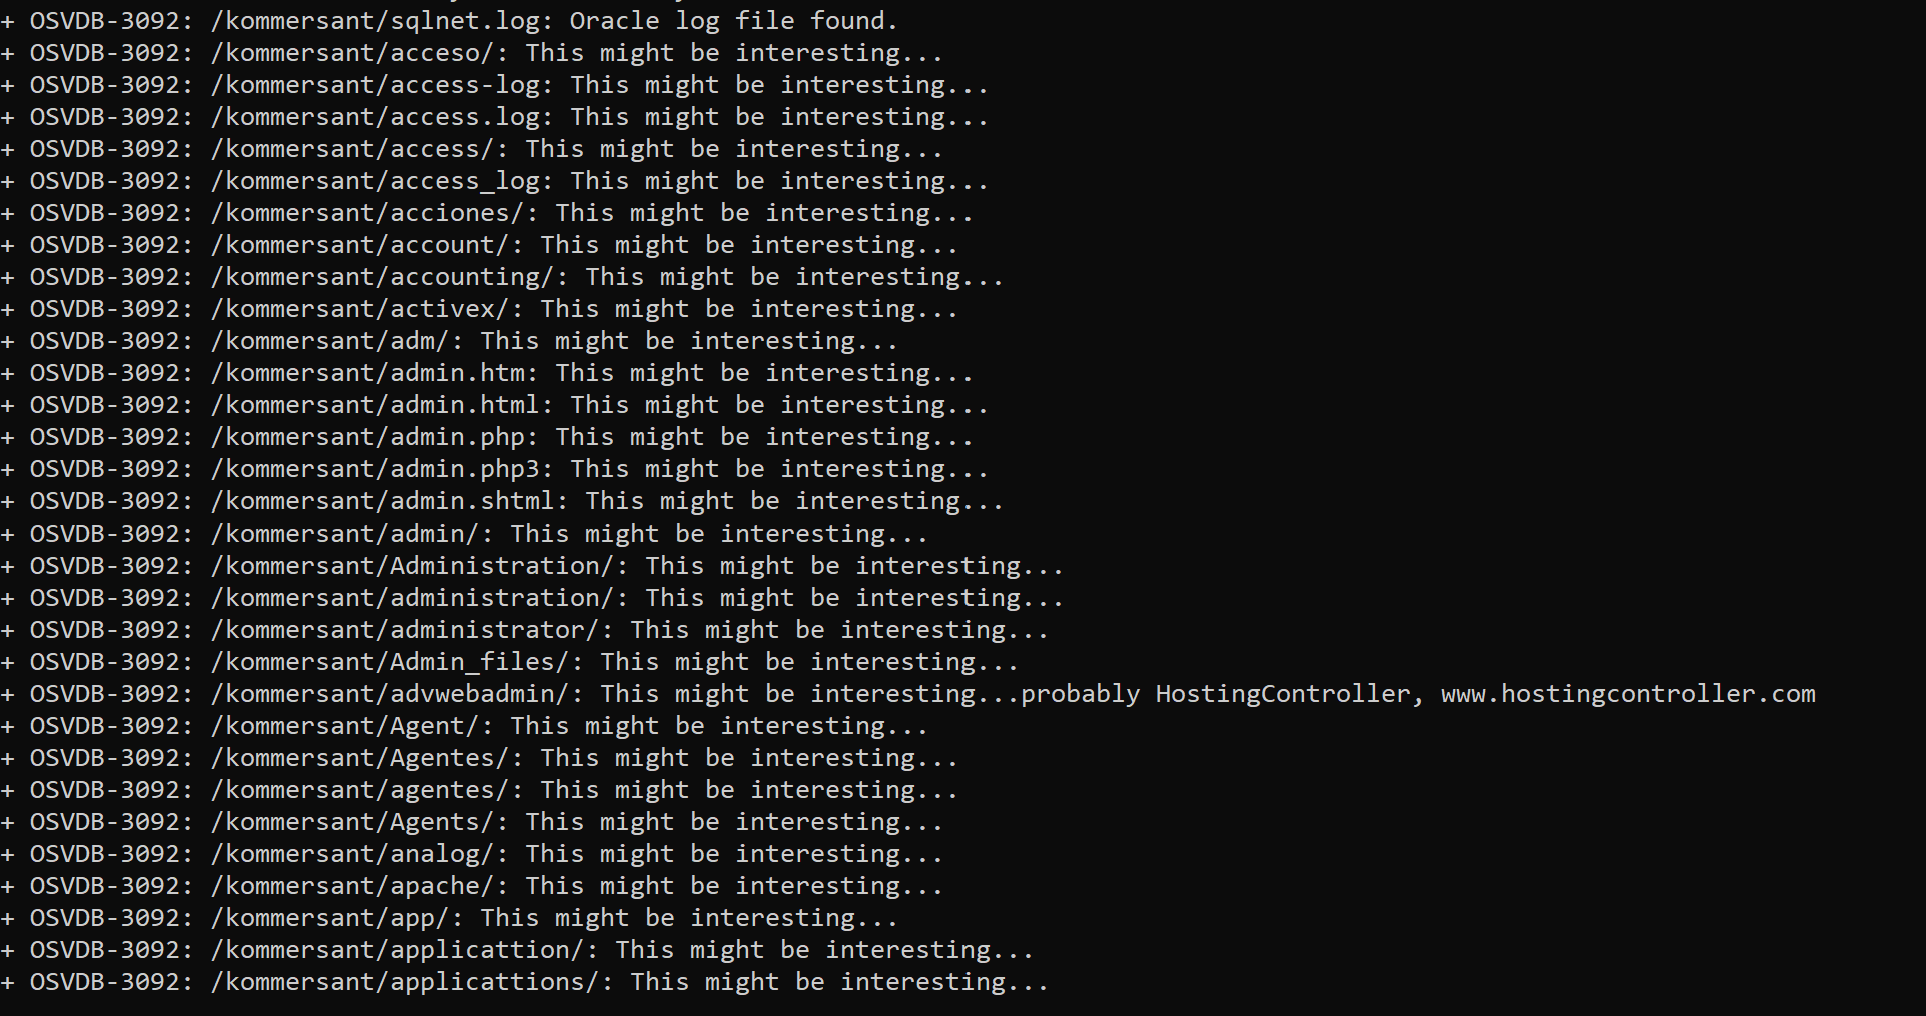 + OSVDB-3092: /kommersant/sqlnet.log: Oracle log file found.
+ OSVDB-3092: /kommersant/acceso/: This might be interesting...
+ OSVDB-3092: /kommersant/access-log: This might be interesting...
+ OSVDB-3092: /kommersant/access.log: This might be interesting...
+ OSVDB-3092: /kommersant/access/: This might be interesting...
+ OSVDB-3092: /kommersant/access_log: This might be interesting...
+ OSVDB-3092: /kommersant/acciones/: This might be interesting...
+ OSVDB-3092: /kommersant/account/: This might be interesting...
+ OSVDB-3092: /kommersant/accounting/: This might be interesting...
+ OSVDB-3092: /kommersant/activex/: This might be interesting...
+ OSVDB-3092: /kommersant/adm/: This might be interesting...
+ OSVDB-3092: /kommersant/admin.htm: This might be interesting...
+ OSVDB-3092: /kommersant/admin.html: This might be interesting...
+ OSVDB-3092: /kommersant/admin.php: This might be interesting...
+ OSVDB-3092: /kommersant/admin.php3: This might be interesting...
+ OSVDB-3092: /kommersant/admin.shtml: This might be interesting...
+ OSVDB-3092: /kommersant/admin/: This might be interesting...
+ OSVDB-3092: /kommersant/Administration/: This might be interesting...
+ OSVDB-3092: /kommersant/administration/: This might be interesting...
+ OSVDB-3092: /kommersant/administrator/: This might be interesting...
+ OSVDB-3092: /kommersant/Admin_files/: This might be interesting...
+ OSVDB-3092: /kommersant/advwebadmin/: This might be interesting...probably HostingController, www.hostingcontroller.com
+ OSVDB-3092: /kommersant/Agent/: This might be interesting...
+ OSVDB-3092: /kommersant/Agentes/: This might be interesting...
+ OSVDB-3092: /kommersant/agentes/: This might be interesting...
+ OSVDB-3092: /kommersant/Agents/: This might be interesting...
+ OSVDB-3092: /kommersant/analog/: This might be interesting...
+ OSVDB-3092: /kommersant/apache/: This might be interesting...
+ OSVDB-3092: /kommersant/app/: This might be interesting...
+ OSVDB-3092: /kommersant/applicattion/: This might be interesting...
+ OSVDB-3092: /kommersant/applicattions/: This might be interesting...